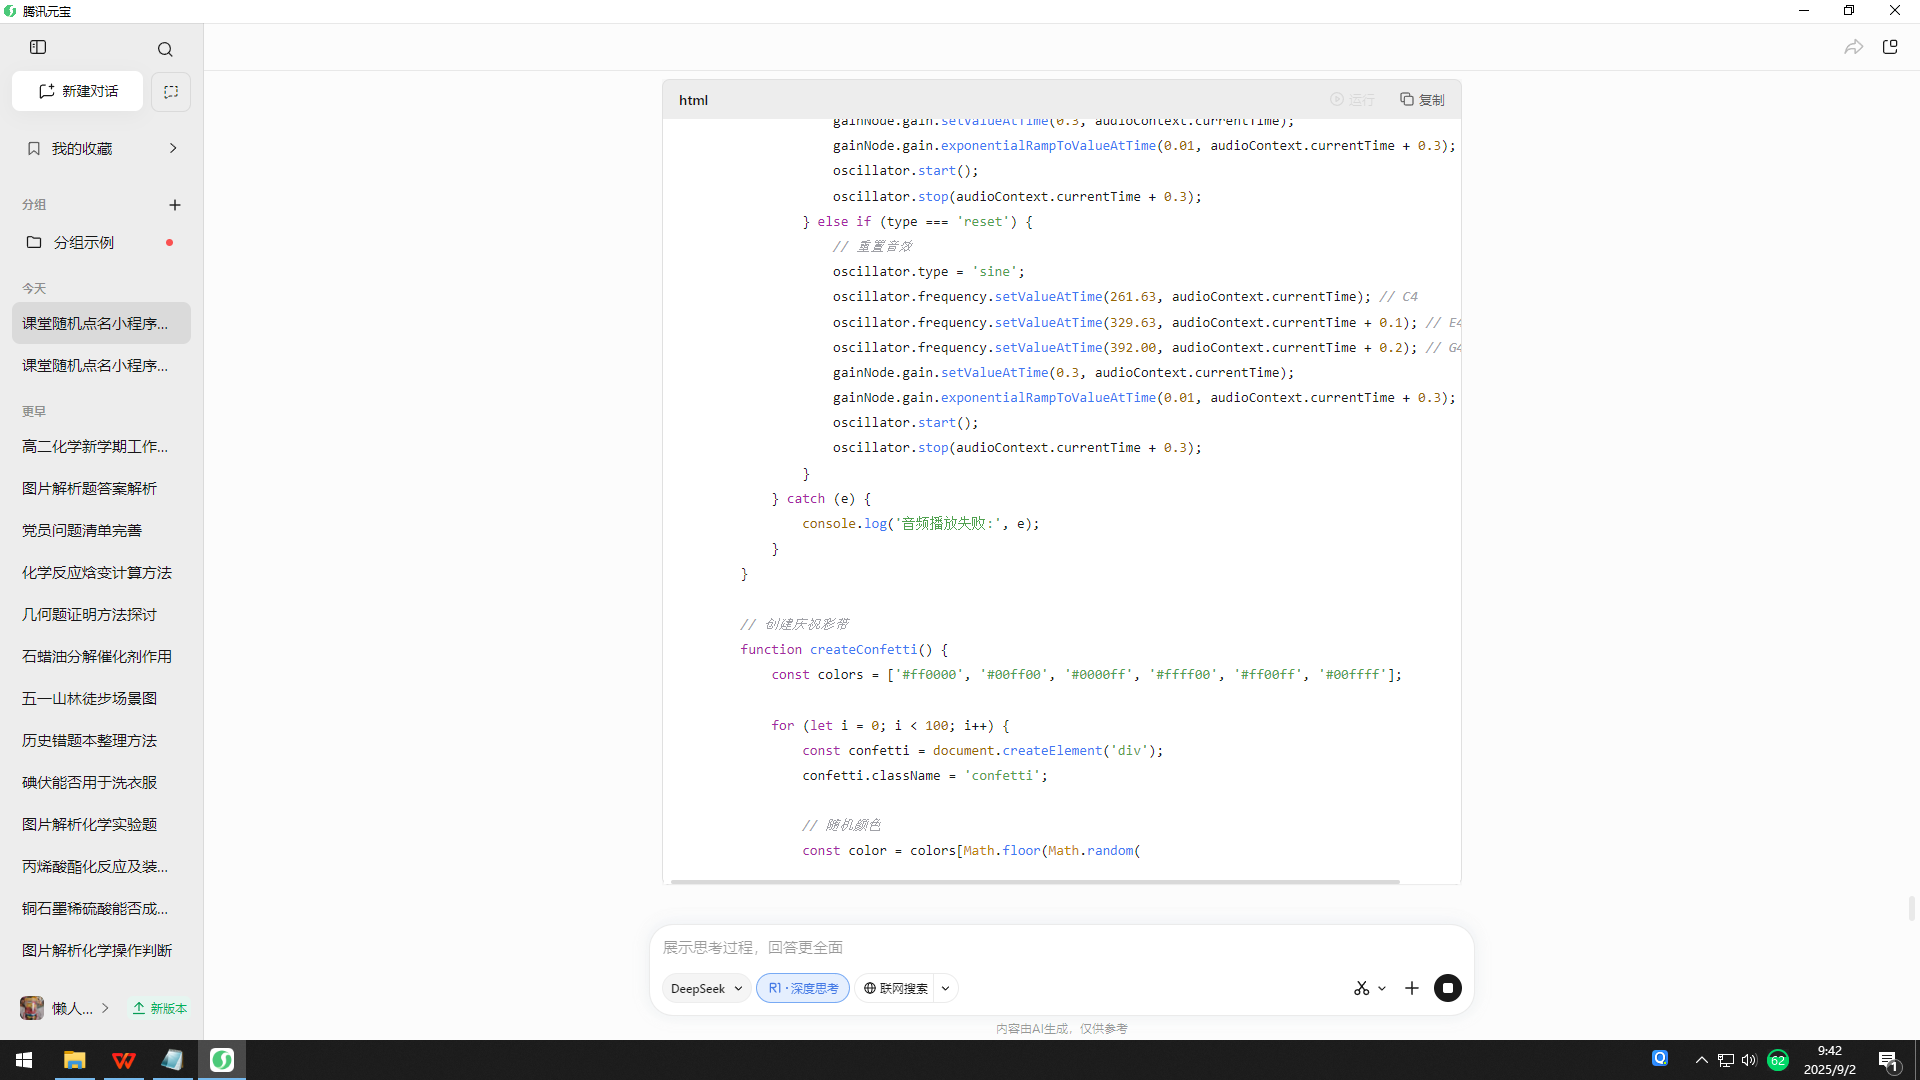 腾讯元宝
新建对话
我的收藏
分组
分组示例
今天
课堂随机点名小程序...
课堂随机点名小程序...
更早
高二化学新学期工作...
图片解析题答案解析
党员问题清单完善
化学反应焓变计算方法
几何题证明方法探讨
石蜡油分解催化剂作用
五一山林徒步场景图
历史错题本整理方法
碘伏能否用于洗衣服
图片解析化学实验题
丙烯酸酯化反应及装...
铜石墨稀硫酸能否成...
图片解析化学操作判断
懒人...
新版本
html
运行
复制
gainNode.gain.setValueAtTime(0.3, audioContext.currentTime);
gainNode.gain.exponentialRampToValueAtTime(0.01, audioContext.currentTime + 0.3);
oscillator.start();
oscillator.stop(audioContext.currentTime + 0.3);
} else if (type === 'reset') {
// 重置音效
oscillator.type = 'sine';
oscillator.frequency.setValueAtTime(261.63, audioContext.currentTime); // C4
oscillator.frequency.setValueAtTime(329.63, audioContext.currentTime + 0.1); // E4
oscillator.frequency.setValueAtTime(392.00, audioContext.currentTime + 0.2); // G4
gainNode.gain.setValueAtTime(0.3, audioContext.currentTime);
gainNode.gain.exponentialRampToValueAtTime(0.01, audioContext.currentTime + 0.3);
oscillator.start();
oscillator.stop(audioContext.currentTime + 0.3);
}
} catch (e) {
console.log('音频播放失败:', e);
}
}
// 创建庆祝彩带
function createConfetti() {
const colors = ['#ff0000', '#00ff00', '#0000ff', '#ffff00', '#ff00ff', '#00ffff'];
for (let i = 0; i < 100; i++) {
const confetti = document.createElement('div');
confetti.className = 'confetti';
// 随机颜色
const color = colors[Math.floor(Math.random(
展示思考过程，回答更全面
DeepSeek
R1 · 深度思考
联网搜索
内容由AI生成，仅供参考
62
9:42
2025/9/2
1